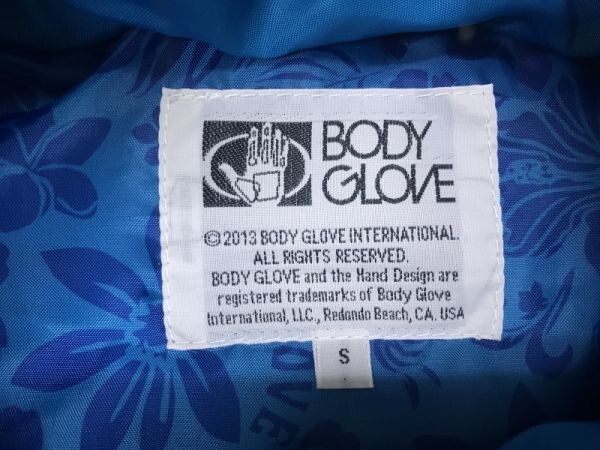 BODY
GLOVE
© 2013 BODY GLOVE INTERNATIONAL.
ALL RIGHTS RESERVED.
BODY GLOVE and the Hand Design are
registered trademarks of Body Glove
International, LLC., Redondo Beach, CA. USA
S
LOVE